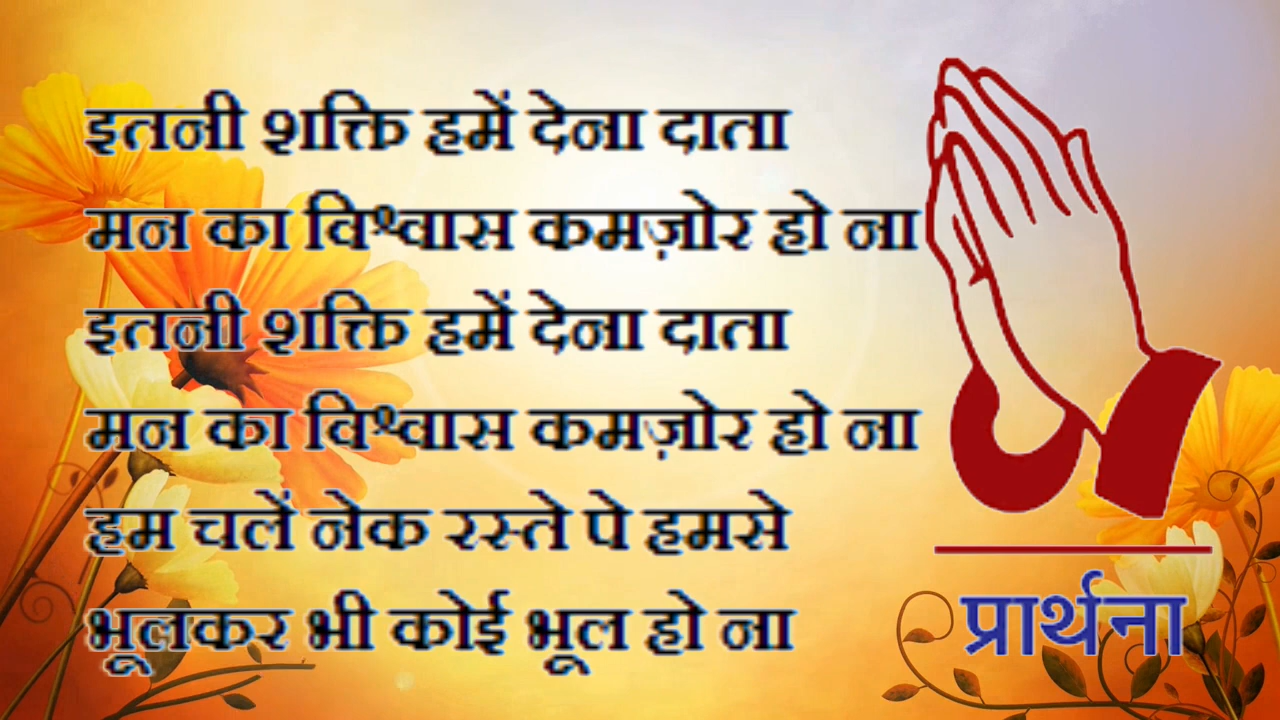 इतनी शक्ति हमें देना दाता
मन का विश्वास कमज़ोर हो ना
इतनी शक्ति हमें देना दाता
मन का विश्वास कमज़ोर हो ना
हम चलें नेक रस्ते पे हमसे
भूलकर भी कोई भूल हो ना
प्रार्थना